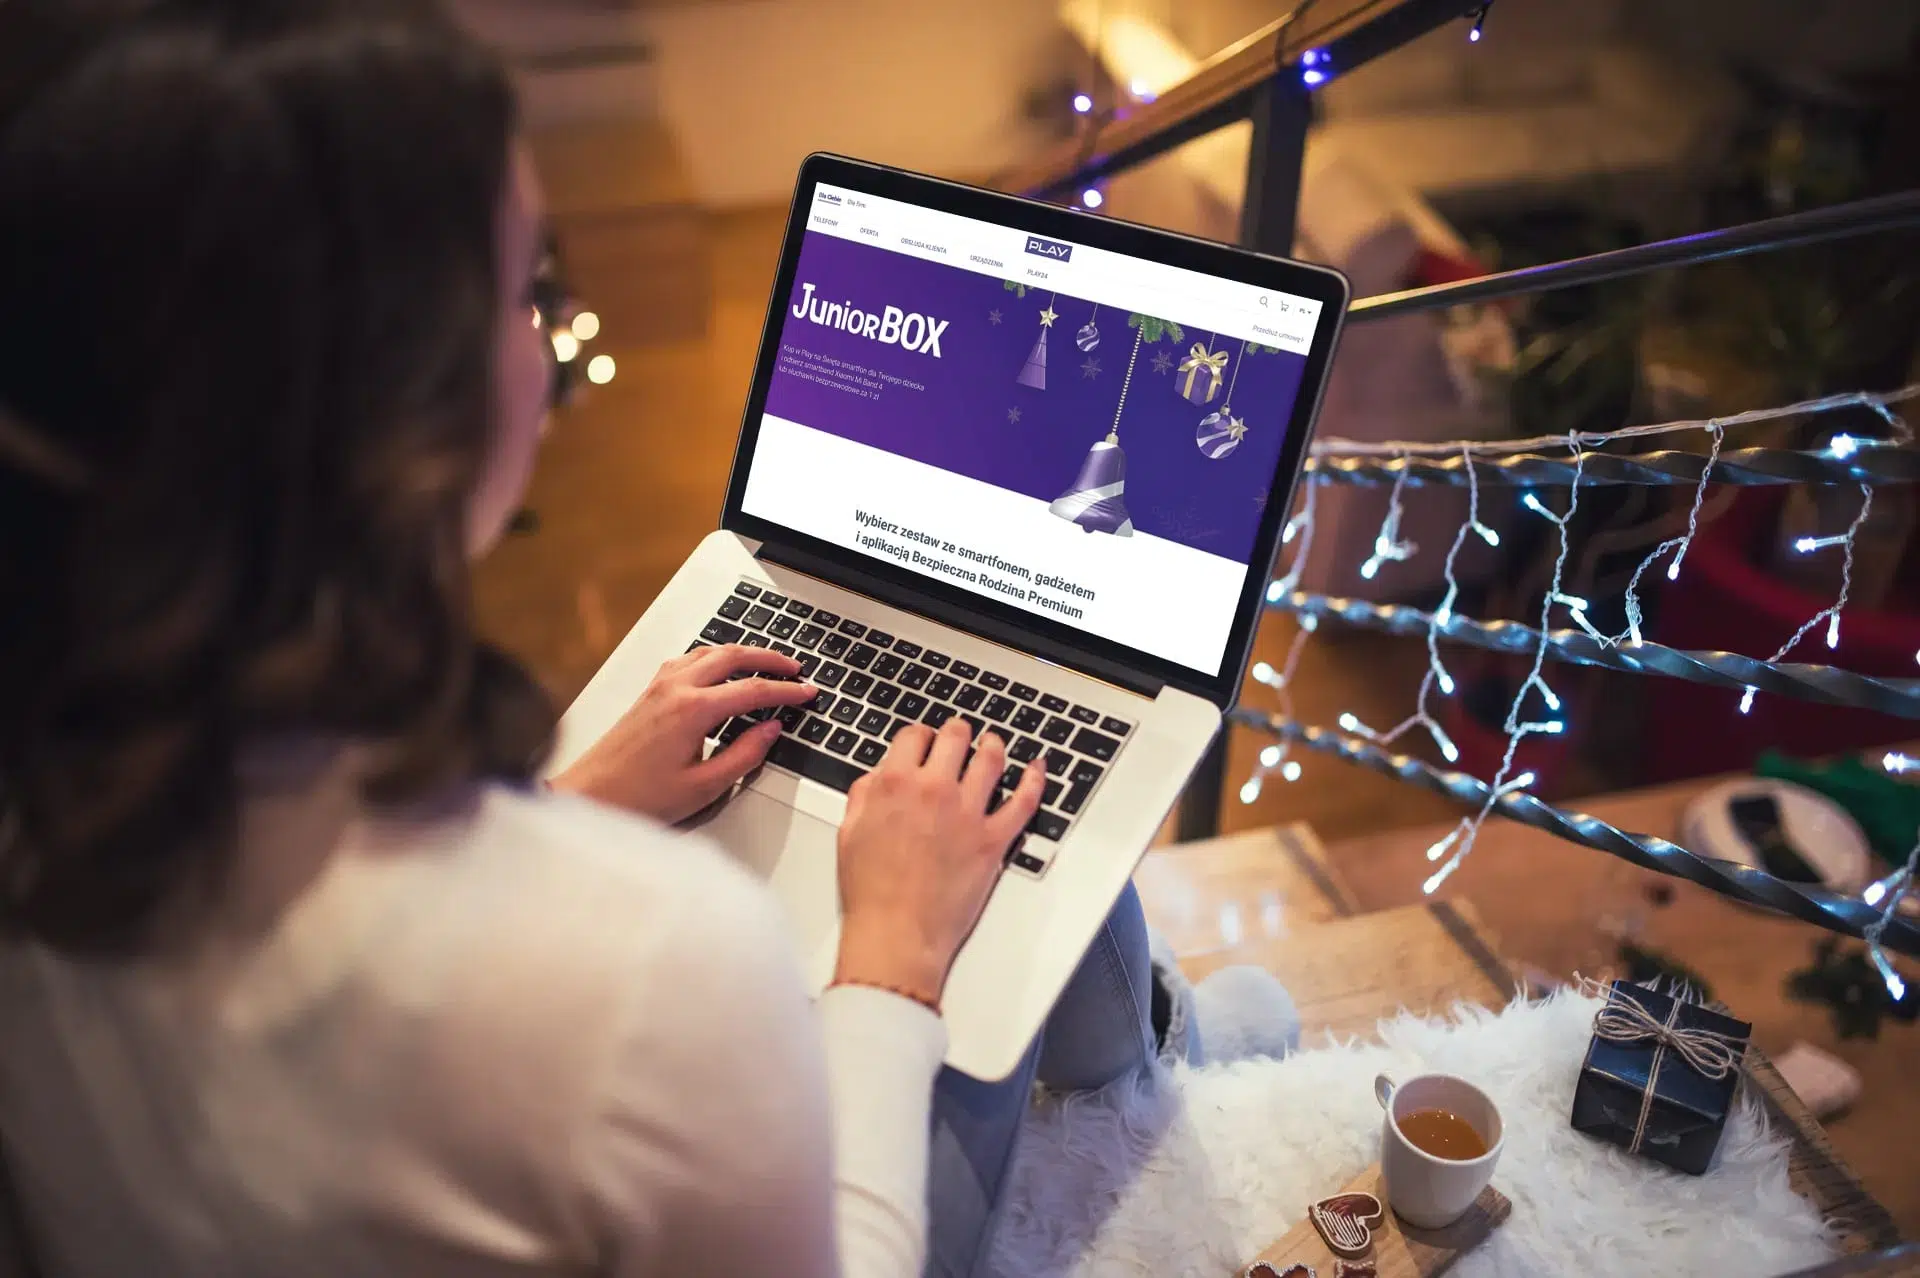 Dla Ciebie Dla firm
PLAY
TELEFONY OFERTA OBSŁUGA KLIENTA URZĄDZENIA PLAY24
PL
Przedłuż umowę
JuniorBOX
Kup w Play na Święta smartfon dla Twojego dziecka
i odbierz smartband Xiaomi Mi Band 4
lub słuchawki bezprzewodowe za 1 zł
Wybierz zestaw ze smartfonem, gadżetem
i aplikacją Bezpieczna Rodzina Premium